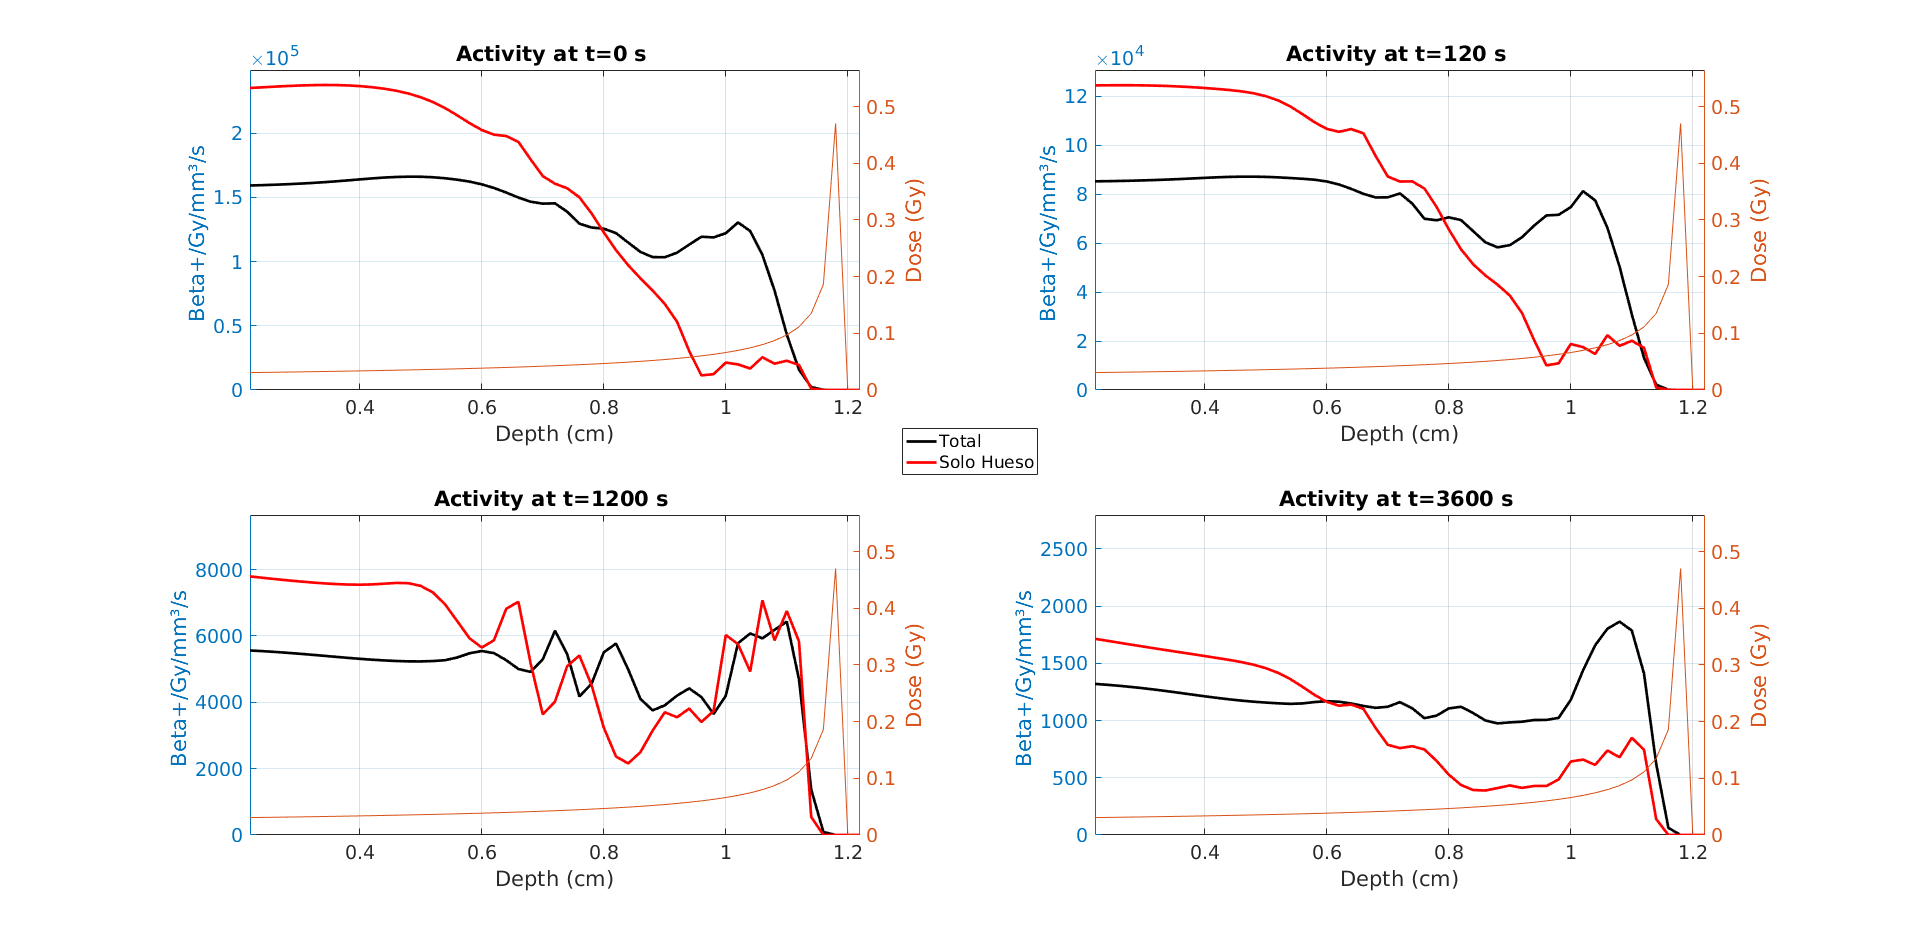 Activity at t=0 s
×10⁵
Beta+/Gy/mm³/s
2
1.5
1
0.5
0
0.5
0.4
0.3
0.2
0.1
0
Dose (Gy)
0.4 0.6 0.8 1 1.2
Depth (cm)
Activity at t=120 s
×10⁴
Beta+/Gy/mm³/s
12
10
8
6
4
2
0
0.5
0.4
0.3
0.2
0.1
0
Dose (Gy)
0.4 0.6 0.8 1 1.2
Depth (cm)
Total
Solo Hueso
Activity at t=1200 s
Beta+/Gy/mm³/s
8000
6000
4000
2000
0
0.5
0.4
0.3
0.2
0.1
0
Dose (Gy)
0.4 0.6 0.8 1 1.2
Depth (cm)
Activity at t=3600 s
Beta+/Gy/mm³/s
2500
2000
1500
1000
500
0
0.5
0.4
0.3
0.2
0.1
0
Dose (Gy)
0.4 0.6 0.8 1 1.2
Depth (cm)